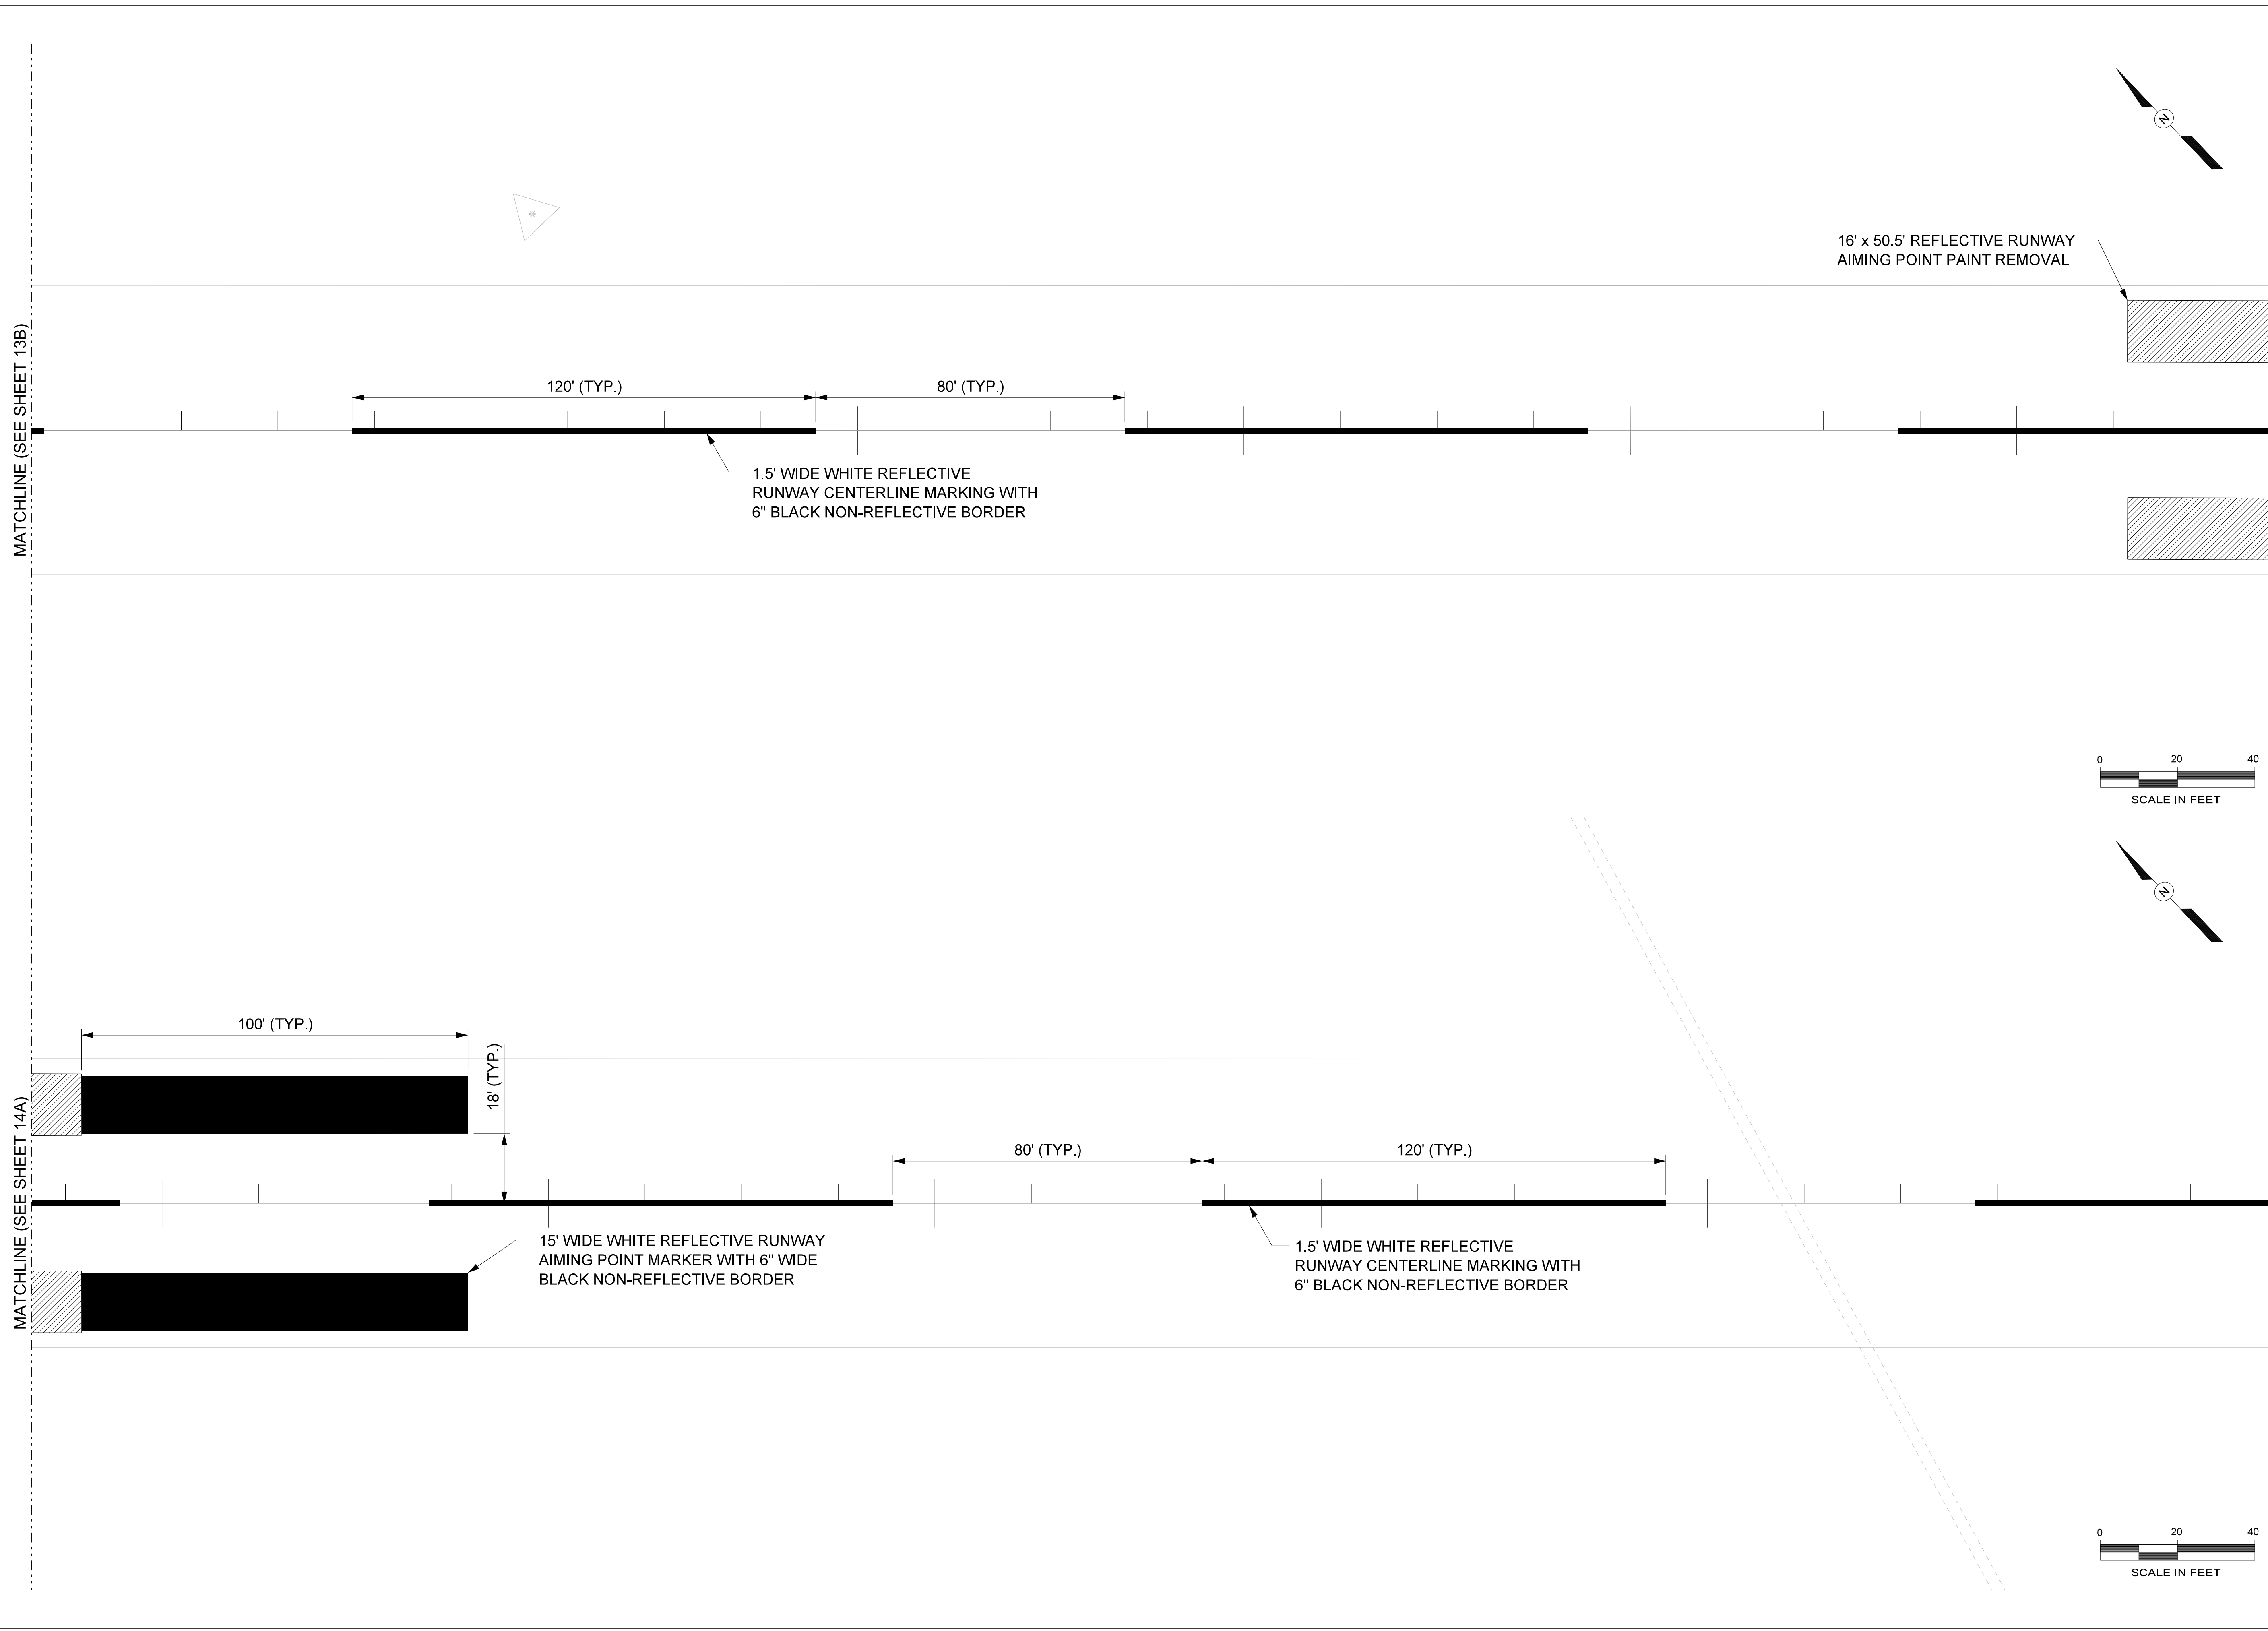 N
16' x 50.5' REFLECTIVE RUNWAY
AIMING POINT PAINT REMOVAL
MATCHLINE (SEE SHEET 13B)
120' (TYP.)
80' (TYP.)
1.5' WIDE WHITE REFLECTIVE
RUNWAY CENTERLINE MARKING WITH
6" BLACK NON-REFLECTIVE BORDER
0 20 40
SCALE IN FEET
N
100' (TYP.)
18' (TYP.)
MATCHLINE (SEE SHEET 14A)
80' (TYP.)
120' (TYP.)
15' WIDE WHITE REFLECTIVE RUNWAY
AIMING POINT MARKER WITH 6" WIDE
BLACK NON-REFLECTIVE BORDER
1.5' WIDE WHITE REFLECTIVE
RUNWAY CENTERLINE MARKING WITH
6" BLACK NON-REFLECTIVE BORDER
0 20 40
SCALE IN FEET